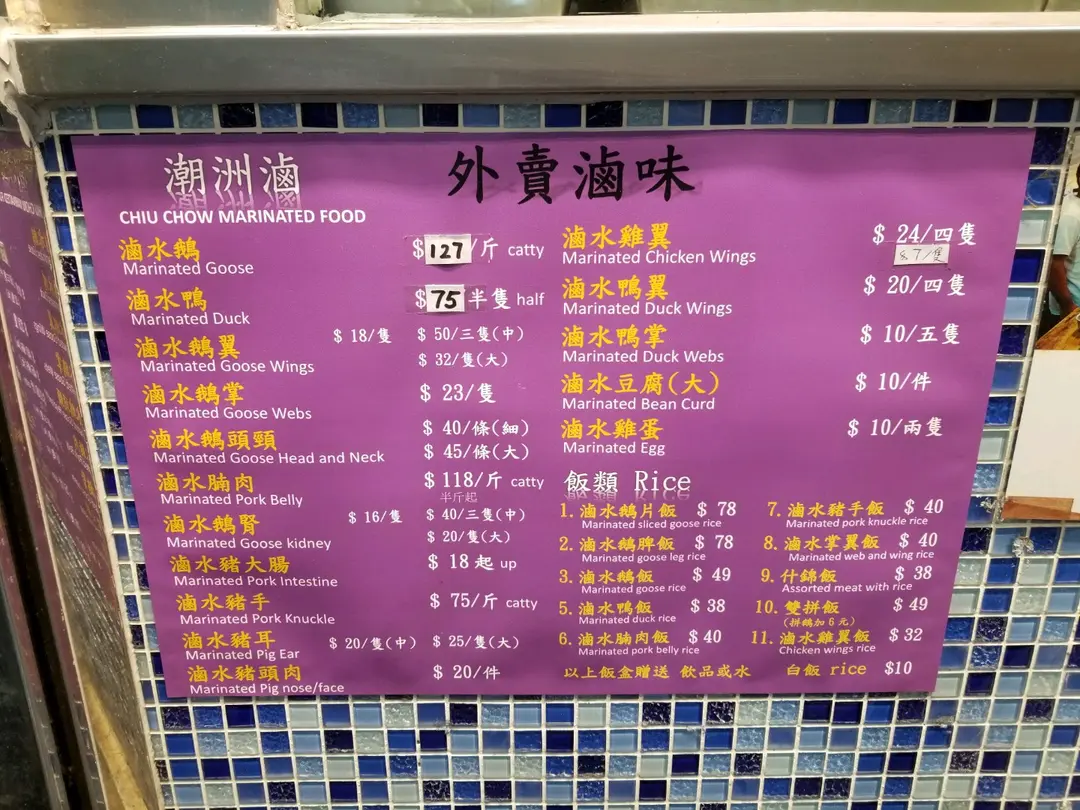 潮洲滷
外賣滷味
CHIU CHOW MARINATED FOOD
滷水鵝 $127/斤 catty
Marinated Goose
滷水鴨 $75半隻 half
Marinated Duck
滷水鵝翼 $ 18/隻 $ 50/三隻(中)
Marinated Goose Wings $ 32/隻(大)
滷水鵝掌 $ 23/隻
Marinated Goose Webs
滷水鵝頭頸 $ 40/條(細)
Marinated Goose Head and Neck $ 45/條(大)
滷水腩肉 $ 118/斤 catty
Marinated Pork Belly 半斤起
滷水鵝腎 $ 16/隻 $ 40/三隻(中)
Marinated Goose kidney $ 20/隻(大)
滷水豬大腸 $ 18 起 up
Marinated Pork Intestine
滷水豬手 $ 75/斤 catty
Marinated Pork Knuckle
滷水豬耳 $ 20/隻(中) $ 25/隻(大)
Marinated Pig Ear
滷水豬頭肉 $ 20/件
Marinated Pig nose/face
滷水雞翼 $ 24/四隻
Marinated Chicken Wings 8.7/隻
滷水鴨翼 $ 20/四隻
Marinated Duck Wings
滷水鴨掌 $ 10/五隻
Marinated Duck Webs
滷水豆腐(大) $ 10/件
Marinated Bean Curd
滷水雞蛋 $ 10/兩隻
Marinated Egg
飯類 Rice
1. 滷水鵝片飯 $ 78
Marinated sliced goose rice
2. 滷水鵝脾飯 $ 78
Marinated goose leg rice
3. 滷水鵝飯 $ 49
Marinated goose rice
5. 滷水鴨飯 $ 38
Marinated duck rice
6. 滷水腩肉飯 $ 40
Marinated pork belly rice
7. 滷水豬手飯 $ 40
Marinated pork knuckle rice
8. 滷水掌翼飯 $ 40
Marinated web and wing rice
9. 什錦飯 $ 38
Assorted meat with rice
10. 雙拼飯 $ 49
(拼鵝加 6 元)
11. 滷水雞翼飯 $ 32
Chicken wings rice
以上飯盒贈送 飲品或水 白飯 rice $10